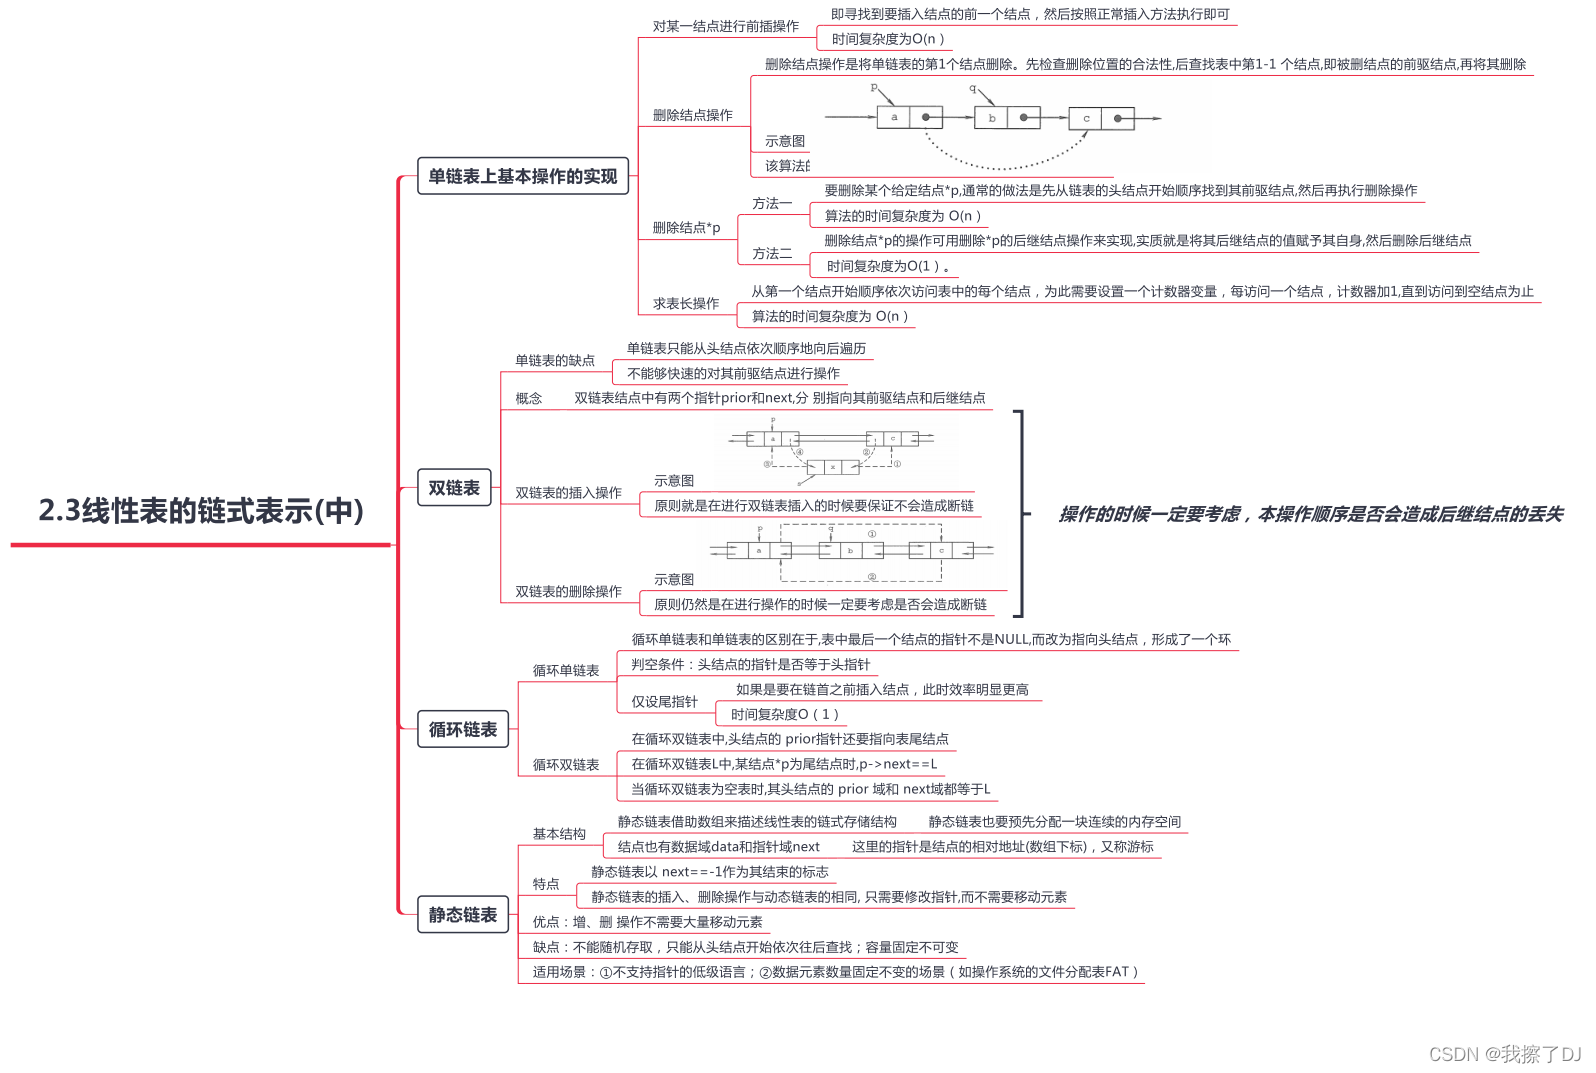 2.3线性表的链式表示(中)
单链表上基本操作的实现
对某一结点进行前插操作
即寻找到要插入结点的前一个结点，然后按照正常插入方法执行即可
时间复杂度为O(n）
删除结点操作
删除结点操作是将单链表的第1个结点删除。先检查删除位置的合法性,后查找表中第1-1 个结点,即被删结点的前驱结点,再将其删除
p
q
a
b
c
示意图
该算法的
删除结点*p
方法一
要删除某个给定结点*p,通常的做法是先从链表的头结点开始顺序找到其前驱结点,然后再执行删除操作
算法的时间复杂度为 O(n）
方法二
删除结点*p的操作可用删除*p的后继结点操作来实现,实质就是将其后继结点的值赋予其自身,然后删除后继结点
时间复杂度为O(1）。
求表长操作
从第一个结点开始顺序依次访问表中的每个结点，为此需要设置一个计数器变量，每访问一个结点，计数器加1,直到访问到空结点为止
算法的时间复杂度为 O(n）
双链表
单链表的缺点
单链表只能从头结点依次顺序地向后遍历
不能够快速的对其前驱结点进行操作
概念
双链表结点中有两个指针prior和next,分 别指向其前驱结点和后继结点
双链表的插入操作
p
a
c
④
②
③
①
x
s
示意图
原则就是在进行双链表插入的时候要保证不会造成断链
双链表的删除操作
p
q
①
a
b
c
②
示意图
原则仍然是在进行操作的时候一定要考虑是否会造成断链
操作的时候一定要考虑，本操作顺序是否会造成后继结点的丢失
循环链表
循环单链表
循环单链表和单链表的区别在于,表中最后一个结点的指针不是NULL,而改为指向头结点，形成了一个环
判空条件：头结点的指针是否等于头指针
仅设尾指针
如果是要在链首之前插入结点，此时效率明显更高
时间复杂度O（1）
循环双链表
在循环双链表中,头结点的 prior指针还要指向表尾结点
在循环双链表L中,某结点*p为尾结点时,p->next==L
当循环双链表为空表时,其头结点的 prior 域和 next域都等于L
静态链表
基本结构
静态链表借助数组来描述线性表的链式存储结构
静态链表也要预先分配一块连续的内存空间
结点也有数据域data和指针域next
这里的指针是结点的相对地址(数组下标)，又称游标
特点
静态链表以 next==-1作为其结束的标志
静态链表的插入、删除操作与动态链表的相同, 只需要修改指针,而不需要移动元素
优点：增、删 操作不需要大量移动元素
缺点：不能随机存取，只能从头结点开始依次往后查找；容量固定不可变
适用场景：①不支持指针的低级语言；②数据元素数量固定不变的场景（如操作系统的文件分配表FAT）
CSDN @我擦了DJ